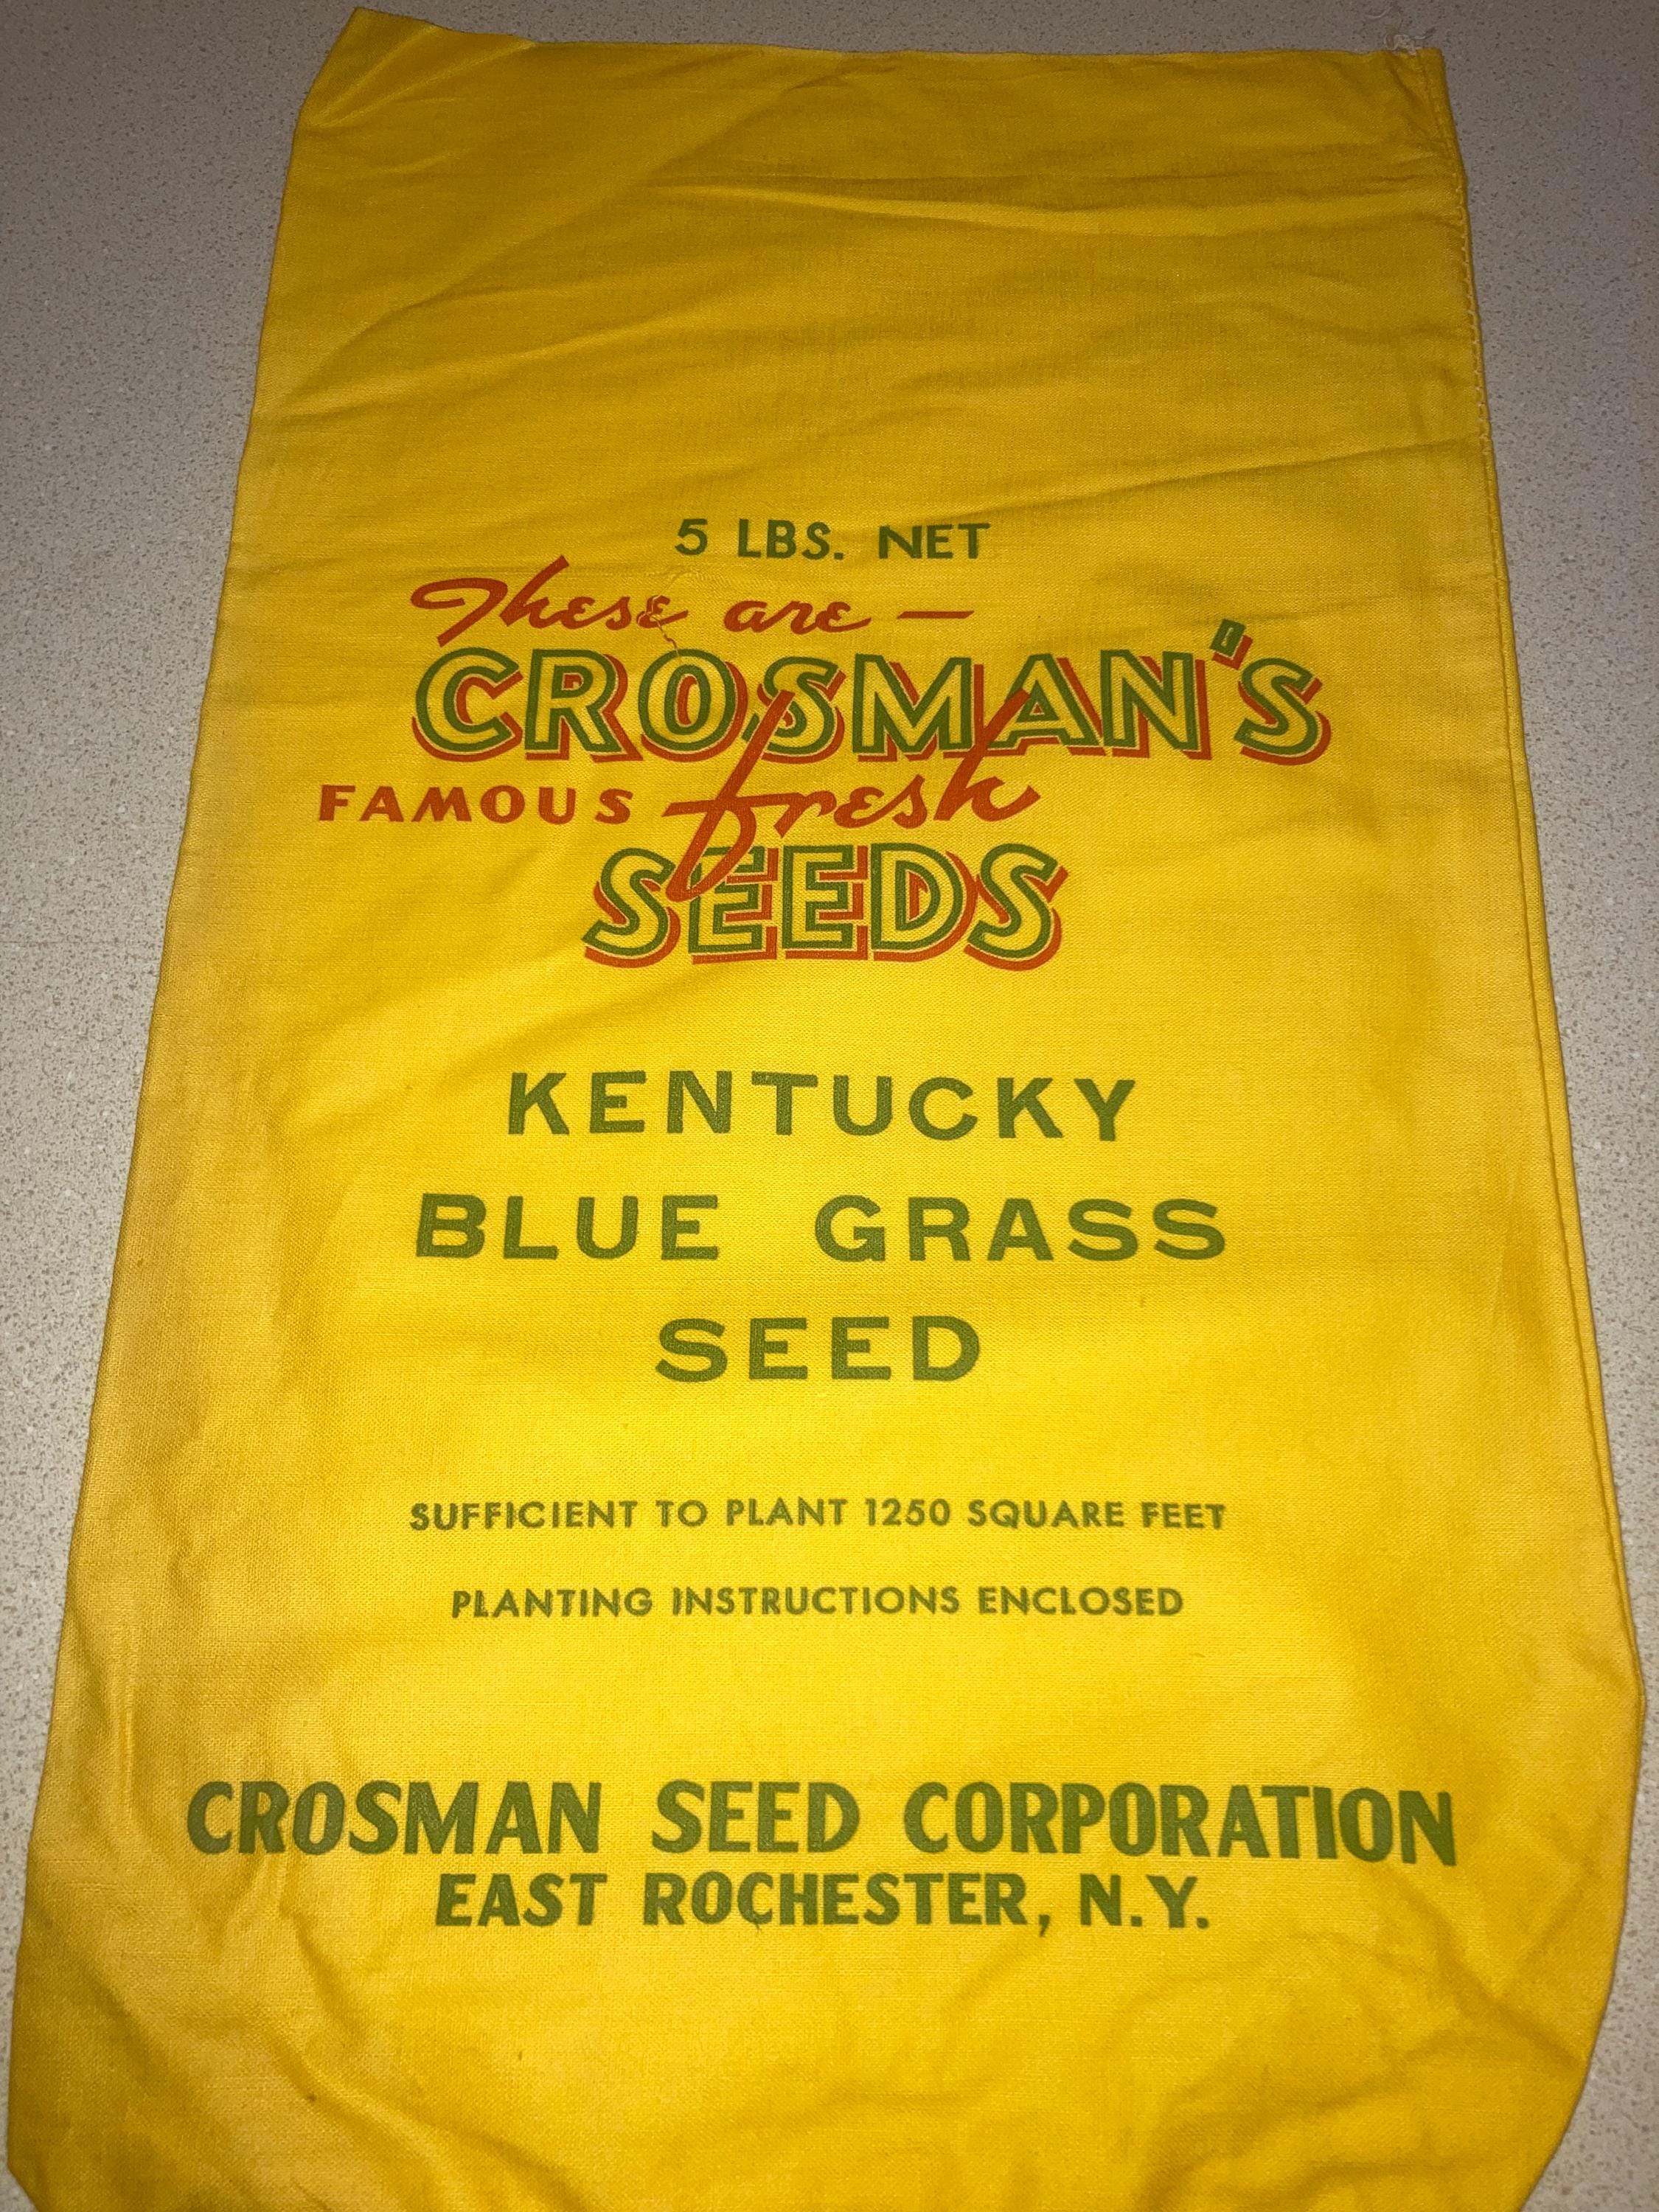 5 LBS. NET
These are —
CROSMAN'S
FAMOUS fresh
SEEDS
KENTUCKY
BLUE GRASS
SEED
SUFFICIENT TO PLANT 1250 SQUARE FEET
PLANTING INSTRUCTIONS ENCLOSED
CROSMAN SEED CORPORATION
EAST ROCHESTER, N.Y.